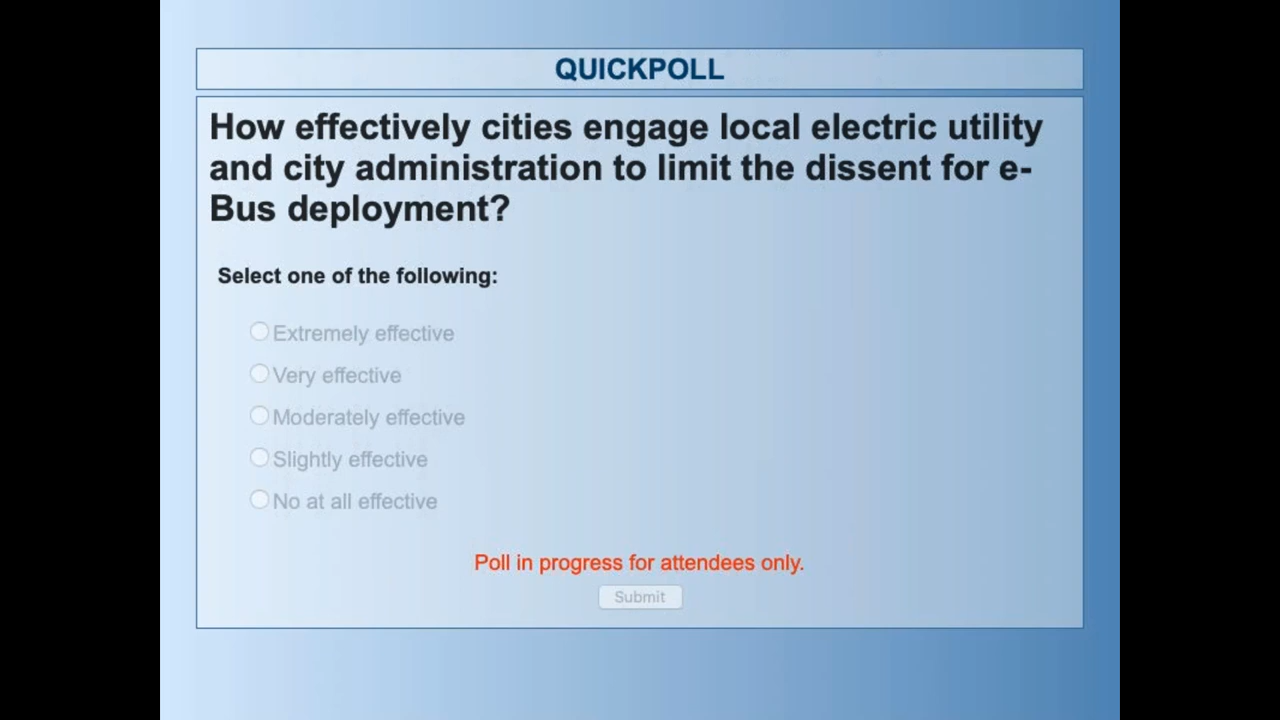 QUICKPOLL
How effectively cities engage local electric utility
and city administration to limit the dissent for e-
Bus deployment?
Select one of the following:
Extremely effective
Very effective
Moderately effective
Slightly effective
No at all effective
Poll in progress for attendees only.
Submit